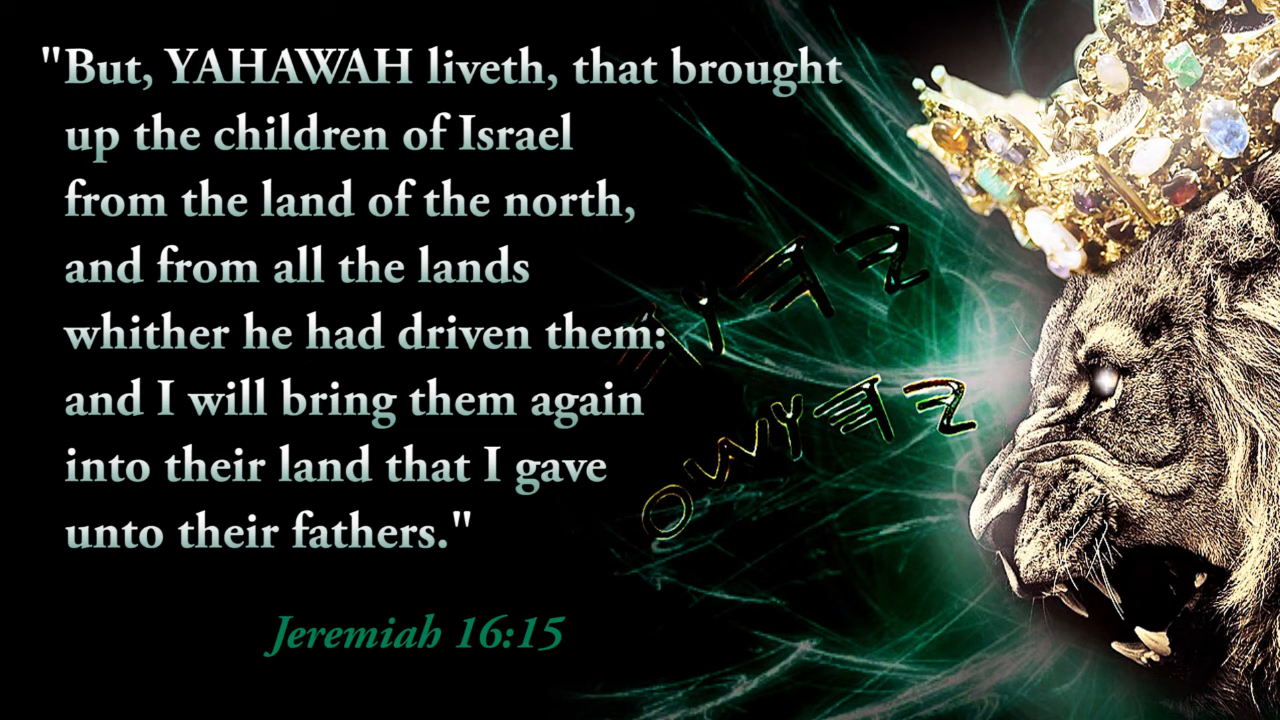 "But, YAHAWAH liveth, that brought
up the children of Israel
from the land of the north,
and from all the lands
whither he had driven them:
and I will bring them again
into their land that I gave
unto their fathers."
Jeremiah 16:15
𐤉𐤄𐤅𐤄
𐤉𐤄𐤅𐤔𐤏